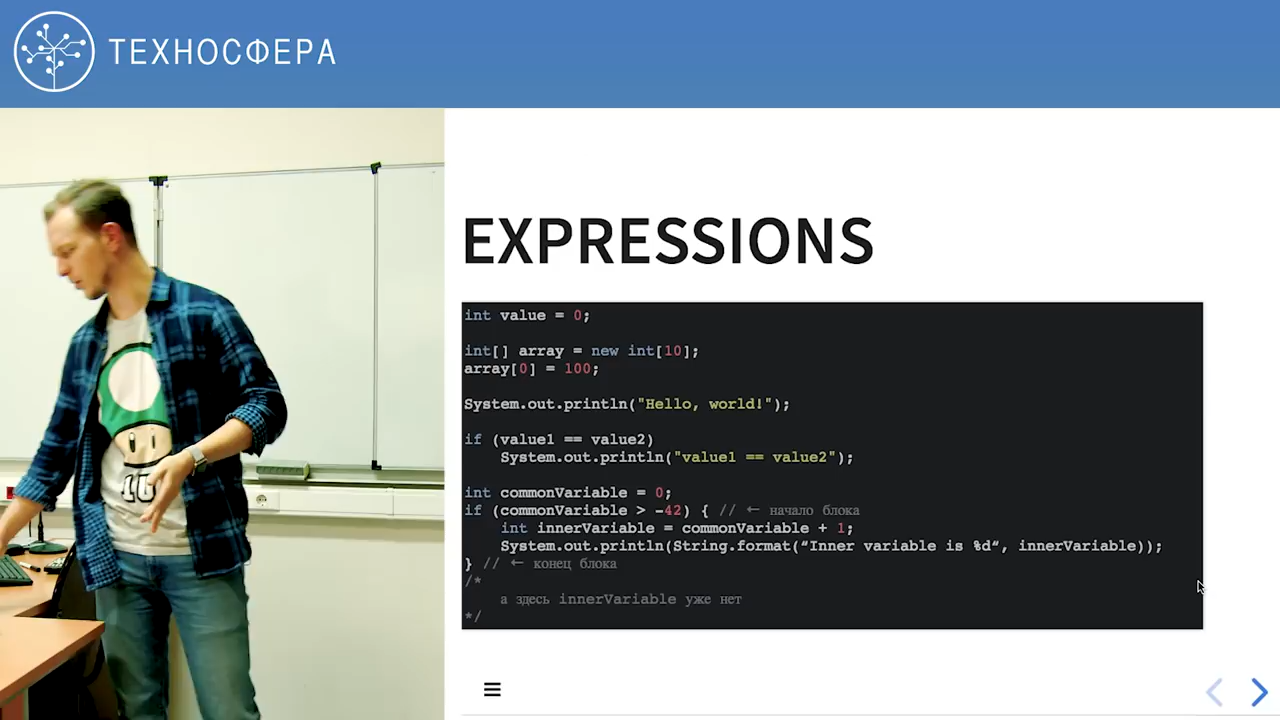 ТЕХНОСФЕРА
EXPRESSIONS
int value = 0;
int[] array = new int[10];
array[0] = 100;
System.out.println("Hello, world!");
if (value1 == value2)
System.out.println("value1 == value2");
int commonVariable = 0;
if (commonVariable > -42) { // ← начало блока
int innerVariable = commonVariable + 1;
System.out.println(String.format(“Inner variable is %d“, innerVariable));
} // ← конец блока
/*
а здесь innerVariable уже нет
*/